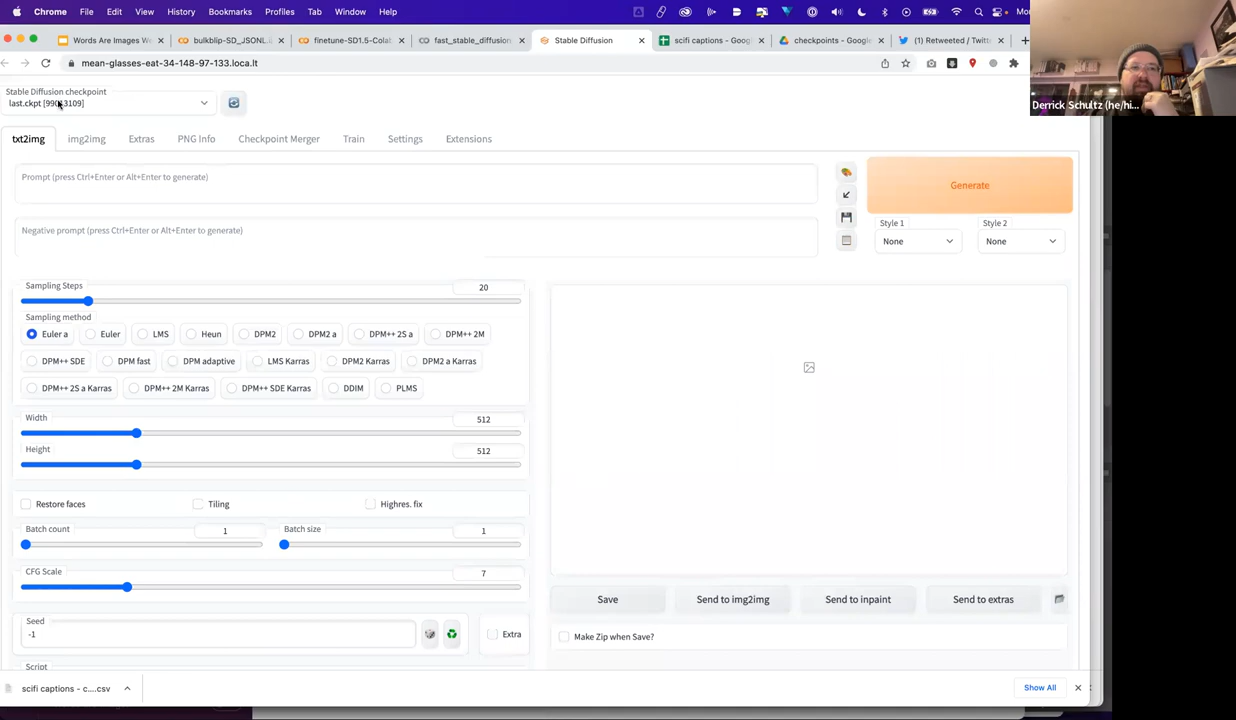 Chrome File Edit View History Bookmarks Profiles Tab Window Help
Words Are Images W... bulkblip-SD_JSONL.i finetune-SD1.5-Colab fast_stable_diffusion Stable Diffusion scifi captions - Goog checkpoints - Google (1) Retweeted / Twitt
mean-glasses-eat-34-148-97-133.loca.lt
Derrick Schultz (he/hi...
Stable Diffusion checkpoint
last.ckpt
txt2img img2img Extras PNG Info Checkpoint Merger Train Settings Extensions
Prompt (press Ctrl+Enter or Alt+Enter to generate)
Generate
Negative prompt (press Ctrl+Enter or Alt+Enter to generate)
Style 1 Style 2
None None
Sampling Steps 20
Sampling method
Euler a Euler LMS Heun DPM2 DPM2 a DPM++ 2S a DPM++ 2M
DPM++ SDE DPM fast DPM adaptive LMS Karras DPM2 Karras DPM2 a Karras
DPM++ 2S a Karras DPM++ 2M Karras DPM++ SDE Karras DDIM PLMS
Width 512
Height 512
Restore faces Tiling Highres. fix
Batch count 1 Batch size 1
CFG Scale 7
Save Send to img2img Send to inpaint Send to extras
Seed
-1
Extra
Make Zip when Save?
Script
scifi captions - c....csv
Show All